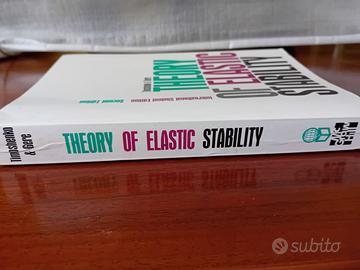 THEORY
OF ELASTIC
STABILITY
International Student Edition
Second Edition
Timoshenko
& Gere
THEORY OF ELASTIC STABILITY
subito